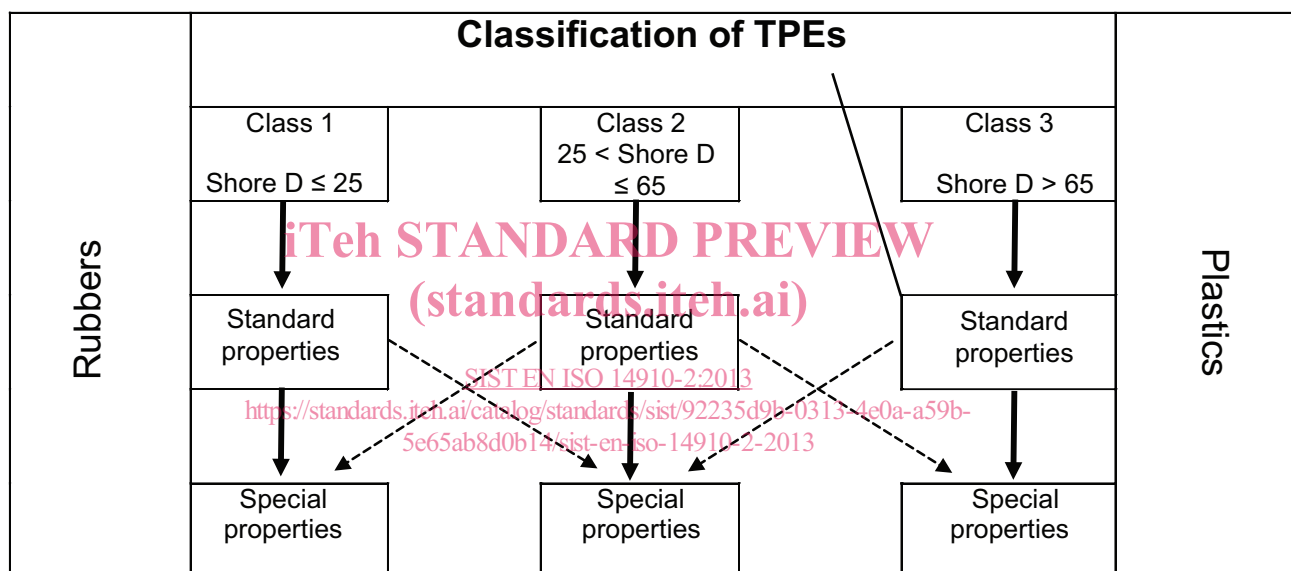 Classification of TPEs
Rubbers
Class 1
Shore D ≤ 25
Class 2
25 < Shore D
≤ 65
Class 3
Shore D > 65
Plastics
iTeh STANDARD PREVIEW
(standards.iteh.ai)
Standard
properties
Standard
properties
Standard
properties
SIST EN ISO 14910-2:2013
https://standards.iteh.ai/catalog/standards/sist/92235d9b-0313-4e0a-a59b-
5e65ab8d0b14/sist-en-iso-14910-2-2013
Special
properties
Special
properties
Special
properties